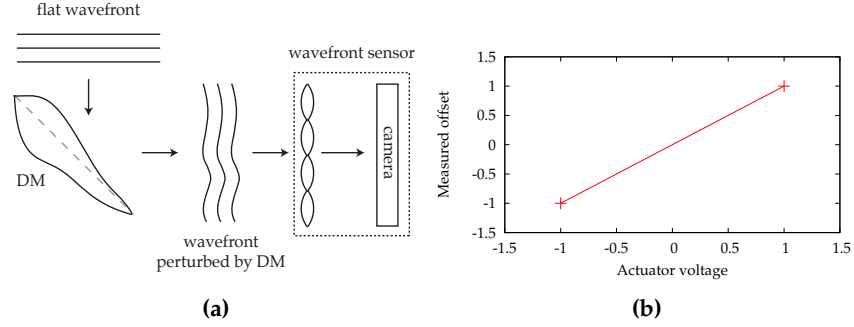 flat wavefront
DM
wavefront
perturbed by DM
wavefront sensor
camera
(a)
1.5
1
0.5
0
-0.5
-1
-1.5
Measured offset
-1.5 -1 -0.5 0 0.5 1 1.5
Actuator voltage
(b)